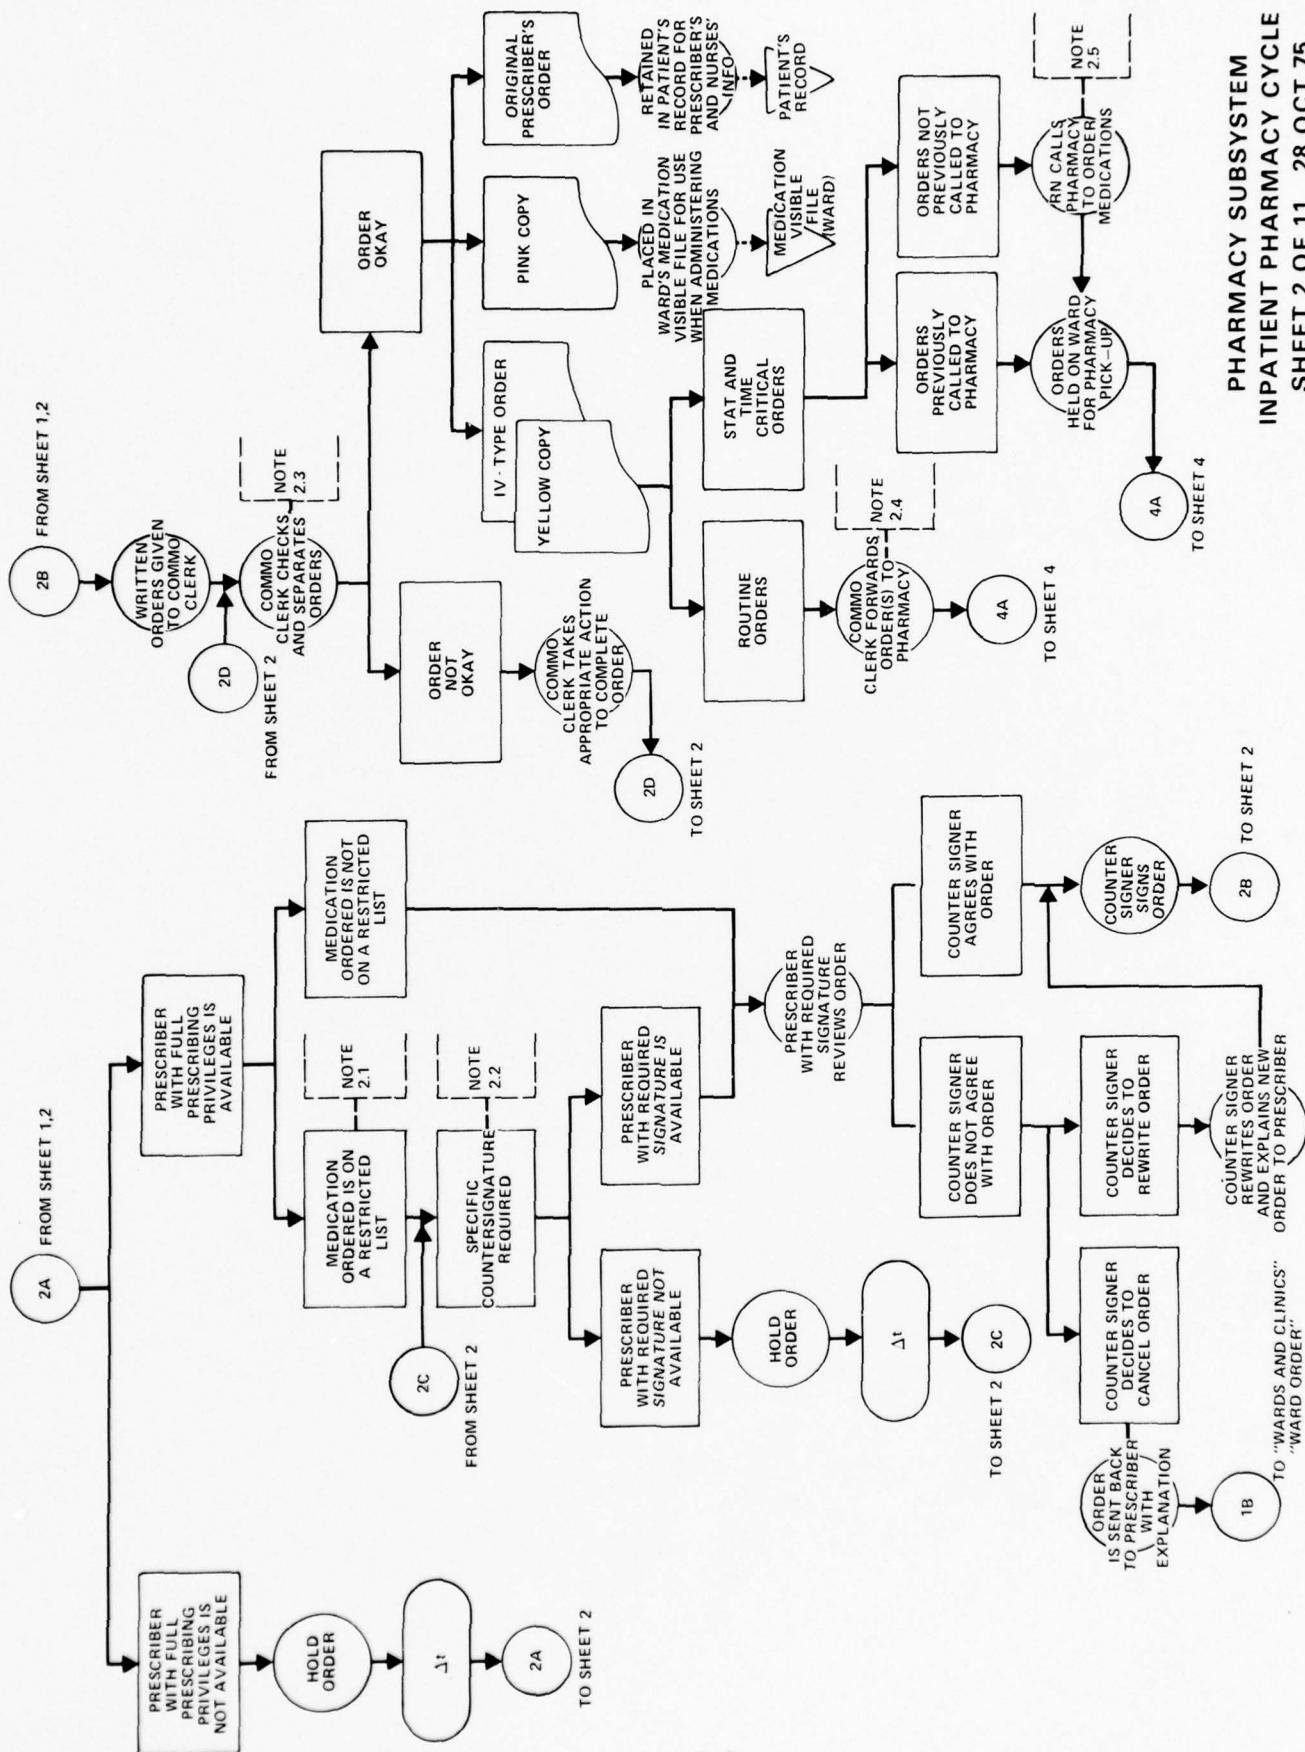 2A
FROM SHEET 1,2
PRESCRIBER
WITH FULL
PRESCRIBING
PRIVILEGES IS
NOT AVAILABLE
HOLD
ORDER
Δt
2A
TO SHEET 2
PRESCRIBER
WITH FULL
PRESCRIBING
PRIVILEGES IS
AVAILABLE
MEDICATION
ORDERED IS ON
A RESTRICTED
LIST
NOTE
2.1
MEDICATION
ORDERED IS NOT
ON A RESTRICTED
LIST
2C
FROM SHEET 2
SPECIFIC
COUNTERSIGNATURE
REQUIRED
NOTE
2.2
PRESCRIBER
WITH REQUIRED
SIGNATURE NOT
AVAILABLE
HOLD
ORDER
Δt
2C
TO SHEET 2
PRESCRIBER
WITH REQUIRED
SIGNATURE IS
AVAILABLE
PRESCRIBER
WITH REQUIRED
SIGNATURE
REVIEWS ORDER
COUNTER SIGNER
DOES NOT AGREE
WITH ORDER
COUNTER SIGNER
AGREES WITH
ORDER
COUNTER SIGNER
DECIDES TO
CANCEL ORDER
ORDER
IS SENT BACK
TO PRESCRIBER
WITH
EXPLANATION
1B
TO "WARDS AND CLINICS"
"WARD ORDER"
COUNTER SIGNER
DECIDES TO
REWRITE ORDER
COUNTER SIGNER
REWRITES ORDER
AND EXPLAINS NEW
ORDER TO PRESCRIBER
COUNTER
SIGNER
SIGNS
ORDER
2B
TO SHEET 2
2B
FROM SHEET 1,2
WRITTEN
ORDERS GIVEN
TO COMMO
CLERK
2D
FROM SHEET 2
COMMO
CLERK CHECKS
AND SEPARATES
ORDERS
NOTE
2.3
ORDER
NOT
OKAY
COMMO
CLERK TAKES
APPROPRIATE ACTION
TO COMPLETE
ORDER
2D
TO SHEET 2
ORDER
OKAY
IV - TYPE ORDER
YELLOW COPY
PINK COPY
PLACED IN
WARD'S MEDICATION
VISIBLE FILE FOR USE
WHEN ADMINISTERING
MEDICATIONS
MEDICATION
VISIBLE
FILE
(WARD)
ORIGINAL
PRESCRIBER'S
ORDER
RETAINED
IN PATIENT'S
RECORD FOR
PRESCRIBER'S
AND NURSES'
INFO
PATIENT'S
RECORD
ROUTINE
ORDERS
COMMO
CLERK FORWARDS
ORDER(S) TO
PHARMACY
NOTE
2.4
4A
TO SHEET 4
STAT AND
TIME
CRITICAL
ORDERS
ORDERS
PREVIOUSLY
CALLED TO
PHARMACY
ORDERS
HELD ON WARD
FOR PHARMACY
PICK-UP
4A
TO SHEET 4
ORDERS NOT
PREVIOUSLY
CALLED TO
PHARMACY
RN CALLS
PHARMACY
TO ORDER
MEDICATIONS
NOTE
2.5
PHARMACY SUBSYSTEM
INPATIENT PHARMACY CYCLE
SHEET 2 OF 11 28 OCT 75